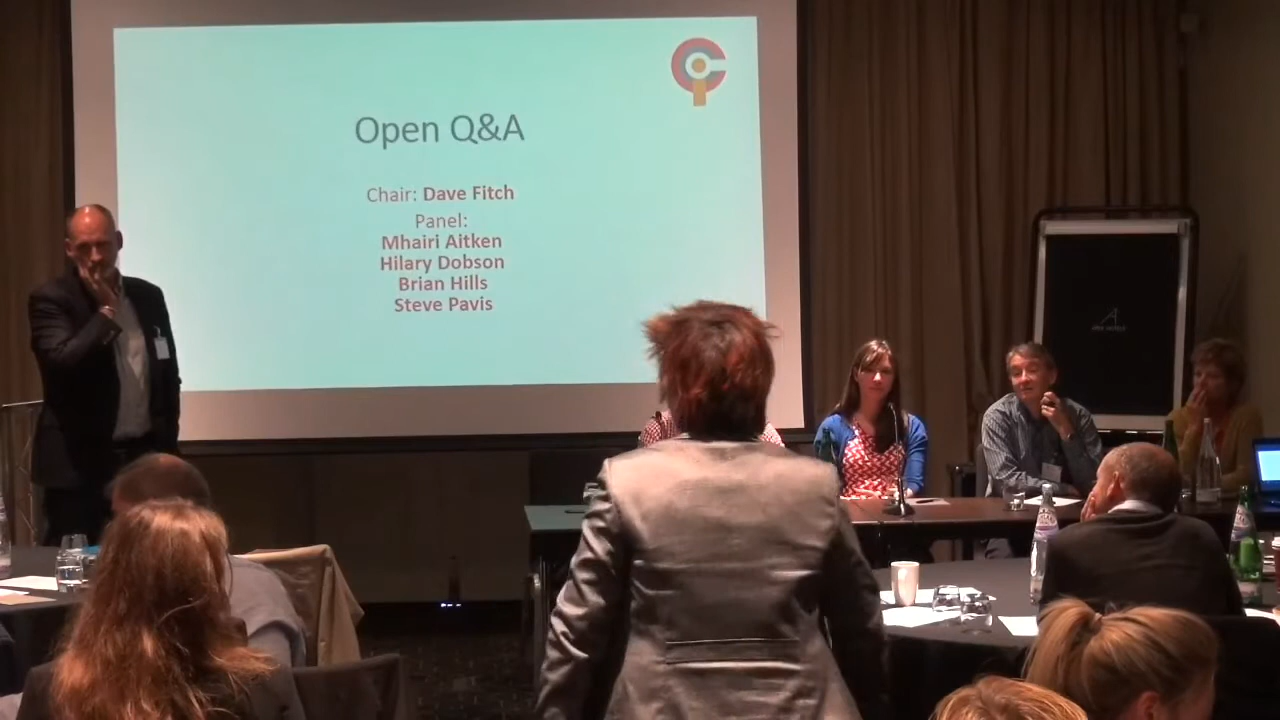 Open Q&A
Chair: Dave Fitch
Panel:
Mhairi Aitken
Hilary Dobson
Brian Hills
Steve Pavis